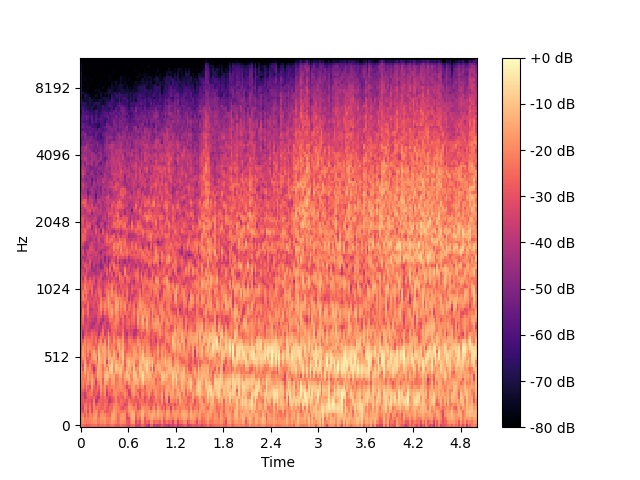 +0 dB
8192
-10 dB
4096
-20 dB
-30 dB
2048
-40 dB
Hz
1024
-50 dB
-60 dB
512
-70 dB
0
-80 dB
0 0.6 1.2 1.8 2.4 3 3.6 4.2 4.8
Time